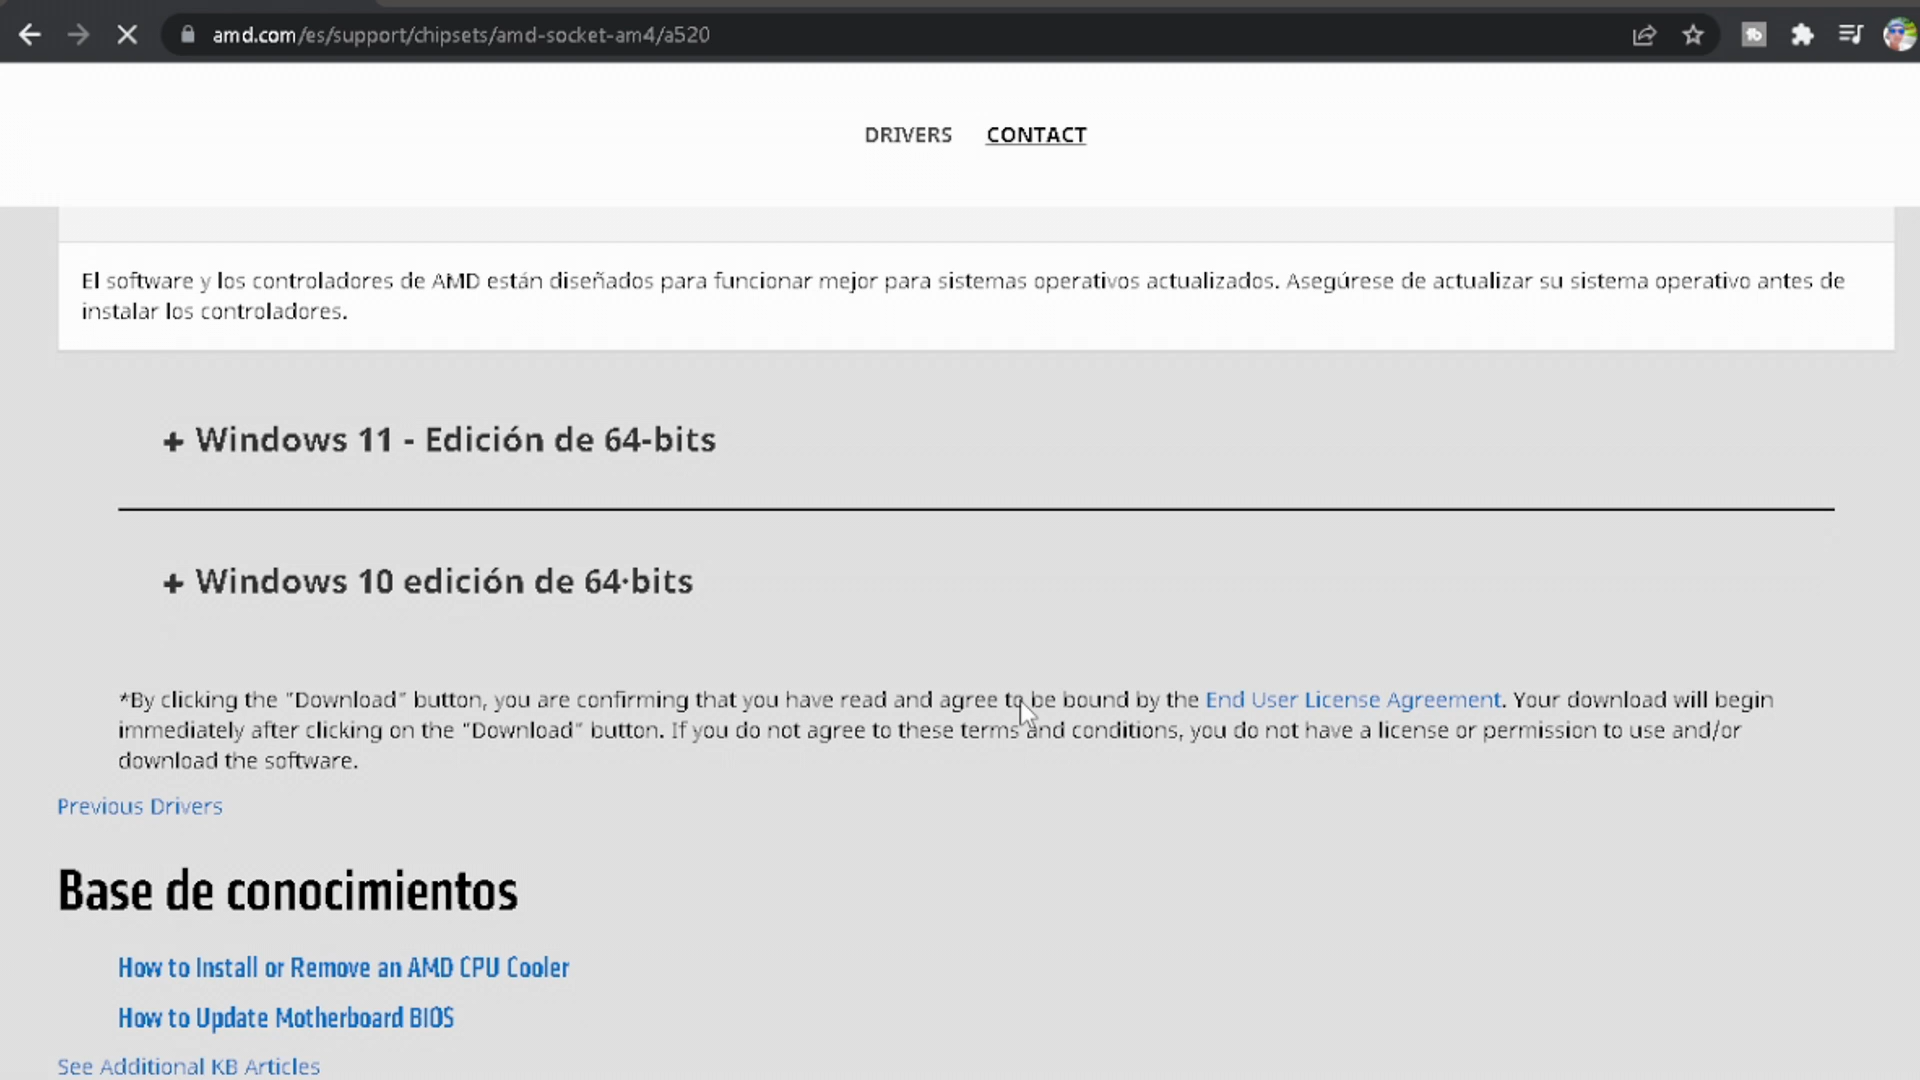 amd.com/es/support/chipsets/amd-socket-am4/a520
DRIVERS CONTACT
El software y los controladores de AMD están diseñados para funcionar mejor para sistemas operativos actualizados. Asegúrese de actualizar su sistema operativo antes de
instalar los controladores.
+ Windows 11 - Edición de 64-bits
+ Windows 10 edición de 64-bits
*By clicking the "Download" button, you are confirming that you have read and agree to be bound by the End User License Agreement. Your download will begin
immediately after clicking on the "Download" button. If you do not agree to these terms and conditions, you do not have a license or permission to use and/or
download the software.
Previous Drivers
Base de conocimientos
How to Install or Remove an AMD CPU Cooler
How to Update Motherboard BIOS
See Additional KB Articles